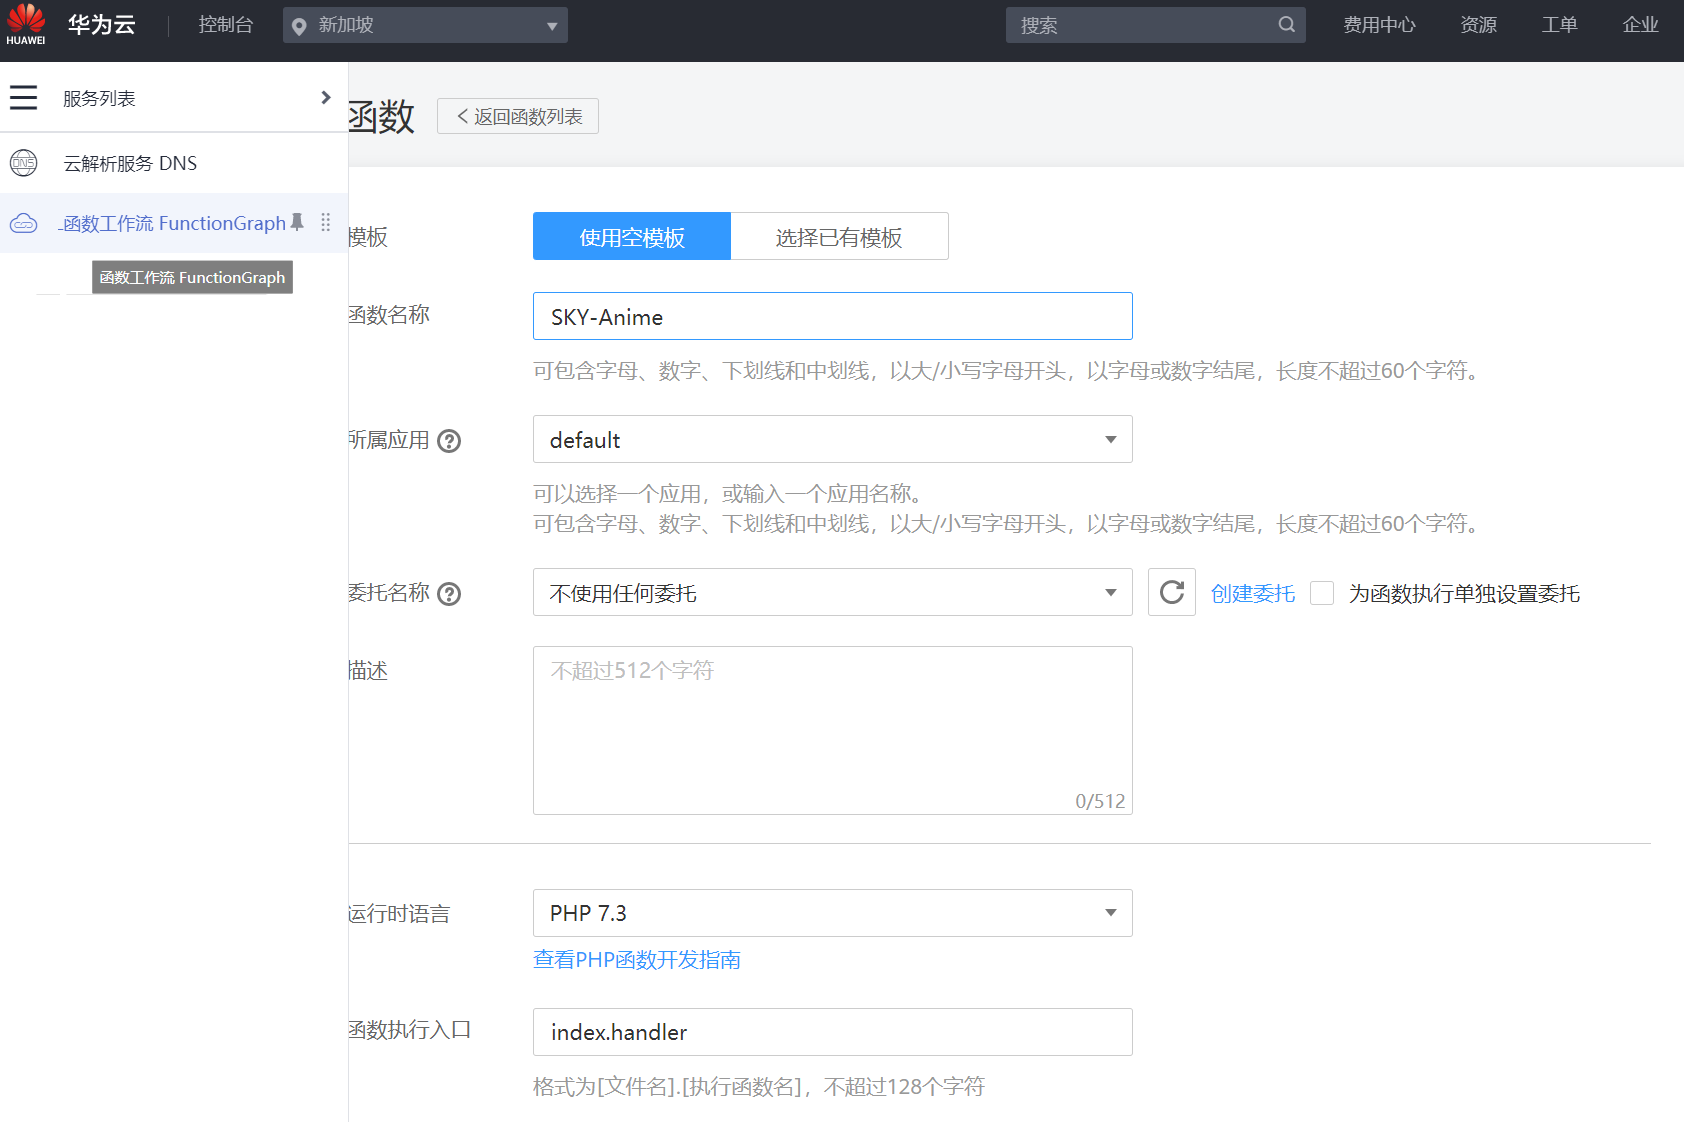 HUAWEI
华为云
控制台
新加坡
搜索
费用中心
资源
工单
企业
服务列表
云解析服务 DNS
函数工作流 FunctionGraph
函数工作流 FunctionGraph
函数
返回函数列表
模板
使用空模板
选择已有模板
函数名称
SKY-Anime
可包含字母、数字、下划线和中划线，以大/小写字母开头，以字母或数字结尾，长度不超过60个字符。
所属应用
default
可以选择一个应用，或输入一个应用名称。
可包含字母、数字、下划线和中划线，以大/小写字母开头，以字母或数字结尾，长度不超过60个字符。
委托名称
不使用任何委托
创建委托
为函数执行单独设置委托
描述
不超过512个字符
0/512
运行时语言
PHP 7.3
查看PHP函数开发指南
函数执行入口
index.handler
格式为[文件名].[执行函数名]，不超过128个字符